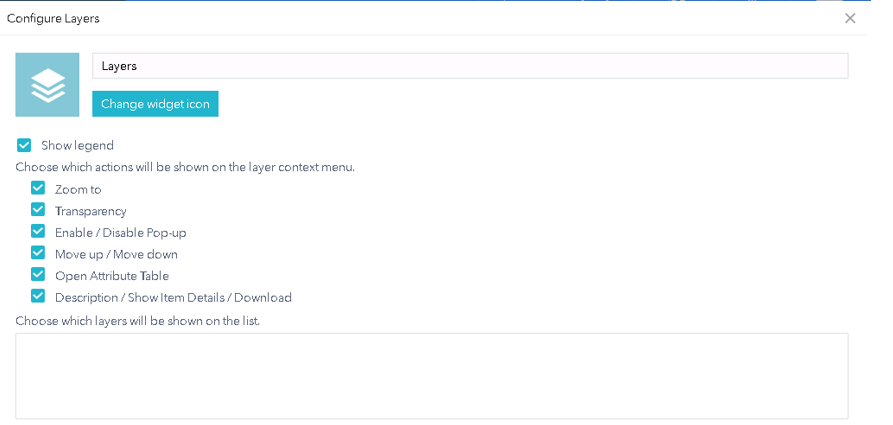 Configure Layers
Layers
Change widget icon
Show legend
Choose which actions will be shown on the layer context menu.
Zoom to
Transparency
Enable / Disable Pop-up
Move up / Move down
Open Attribute Table
Description / Show Item Details / Download
Choose which layers will be shown on the list.